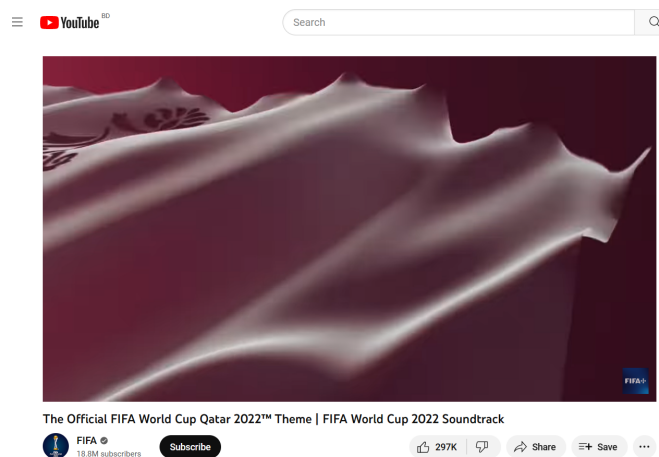 YouTube BD
Search
FIFA+
The Official FIFA World Cup Qatar 2022™ Theme | FIFA World Cup 2022 Soundtrack
FIFA
18.8M subscribers
Subscribe
297K
Share
Save